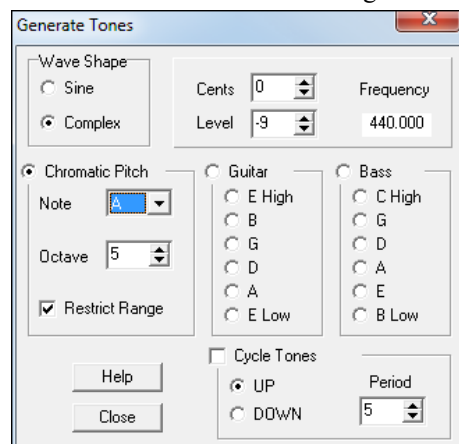 Generate Tones
Wave Shape
Sine
Complex
Cents 0
Level -9
Frequency
440.000
Chromatic Pitch
Note A
Octave 5
Restrict Range
Guitar
E High
B
G
D
A
E Low
Bass
C High
G
D
A
E
B Low
Help
Close
Cycle Tones
UP
DOWN
Period
5